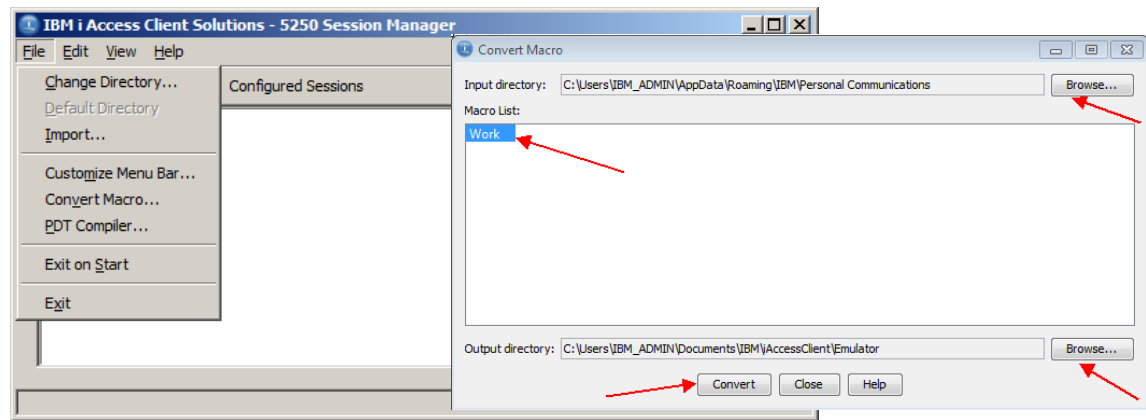 IBM i Access Client Solutions - 5250 Session Manager
File Edit View Help
Change Directory...
Default Directory
Import...
Customize Menu Bar...
Convert Macro...
PDT Compiler...
Exit on Start
Exit
Configured Sessions
Convert Macro
Input directory: C:\Users\IBM_ADMIN\AppData\Roaming\IBM\Personal Communications Browse...
Macro List:
Work
Output directory: C:\Users\IBM_ADMIN\Documents\IBM\iAccessClient\Emulator Browse...
Convert Close Help